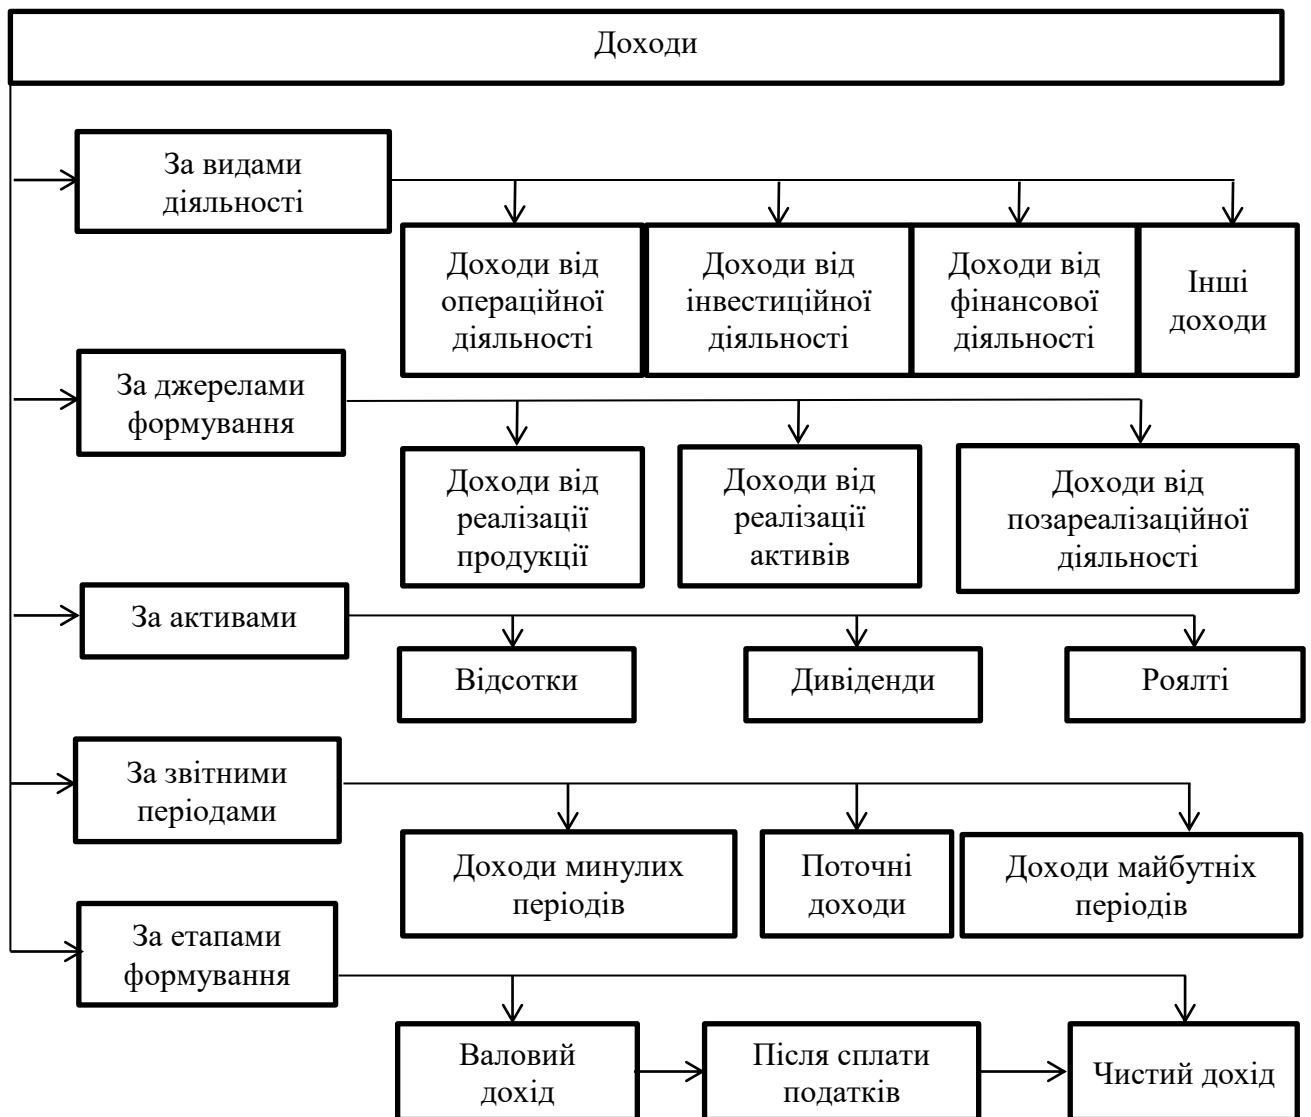 Доходи
За видами
діяльності
Доходи від
операційної
діяльності
Доходи від
інвестиційної
діяльності
Доходи від
фінансової
діяльності
Інші
доходи
За джерелами
формування
Доходи від
реалізації
продукції
Доходи від
реалізації
активів
Доходи від
позареалізаційної
діяльності
За активами
Відсотки
Дивіденди
Роялті
За звітними
періодами
Доходи минулих
періодів
Поточні
доходи
Доходи майбутніх
періодів
За етапами
формування
Валовий
дохід
Після сплати
податків
Чистий дохід